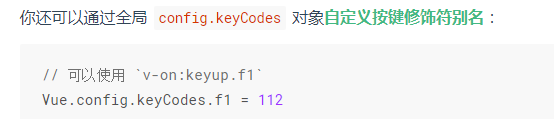 你还可以通过全局 config.keyCodes 对象自定义按键修饰符别名：
// 可以使用 `v-on:keyup.f1`
Vue.config.keyCodes.f1 = 112